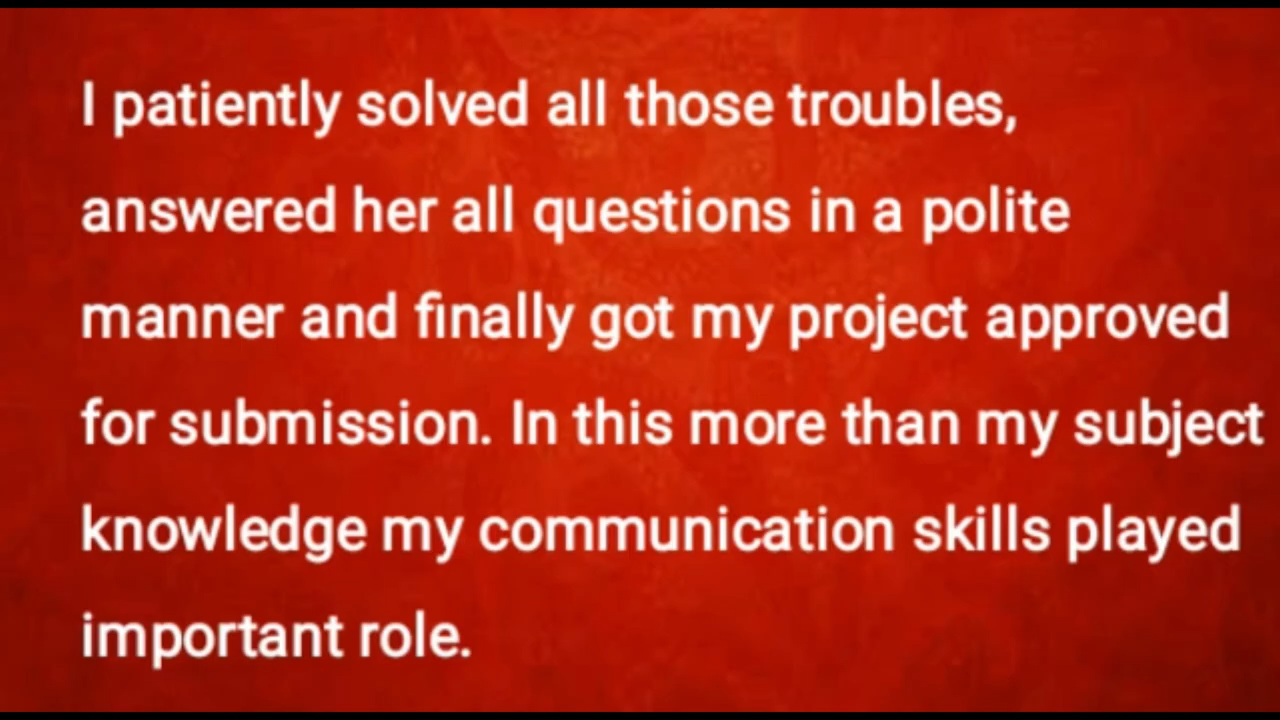 I patiently solved all those troubles,
answered her all questions in a polite
manner and finally got my project approved
for submission. In this more than my subject
knowledge my communication skills played
important role.